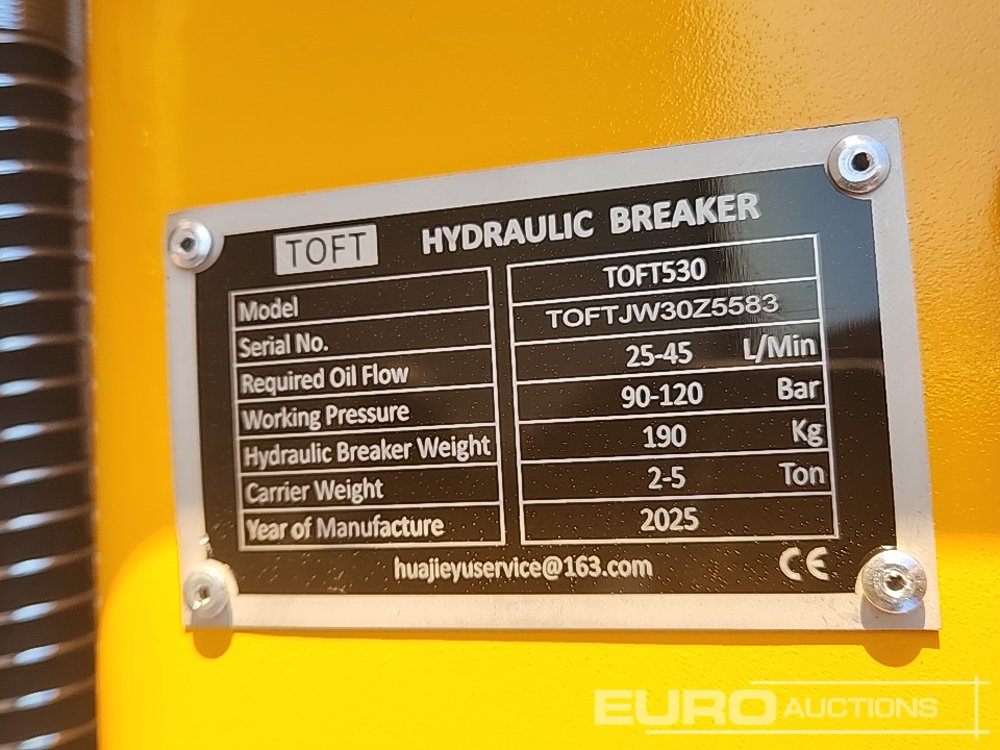 TOFT HYDRAULIC BREAKER
Model TOFT530
Serial No. TOFTJW30Z5583
Required Oil Flow 25-45 L/Min
Working Pressure 90-120 Bar
Hydraulic Breaker Weight 190 Kg
Carrier Weight 2-5 Ton
Year of Manufacture 2025
huajieyuservice@163.com CE
EURO AUCTIONS